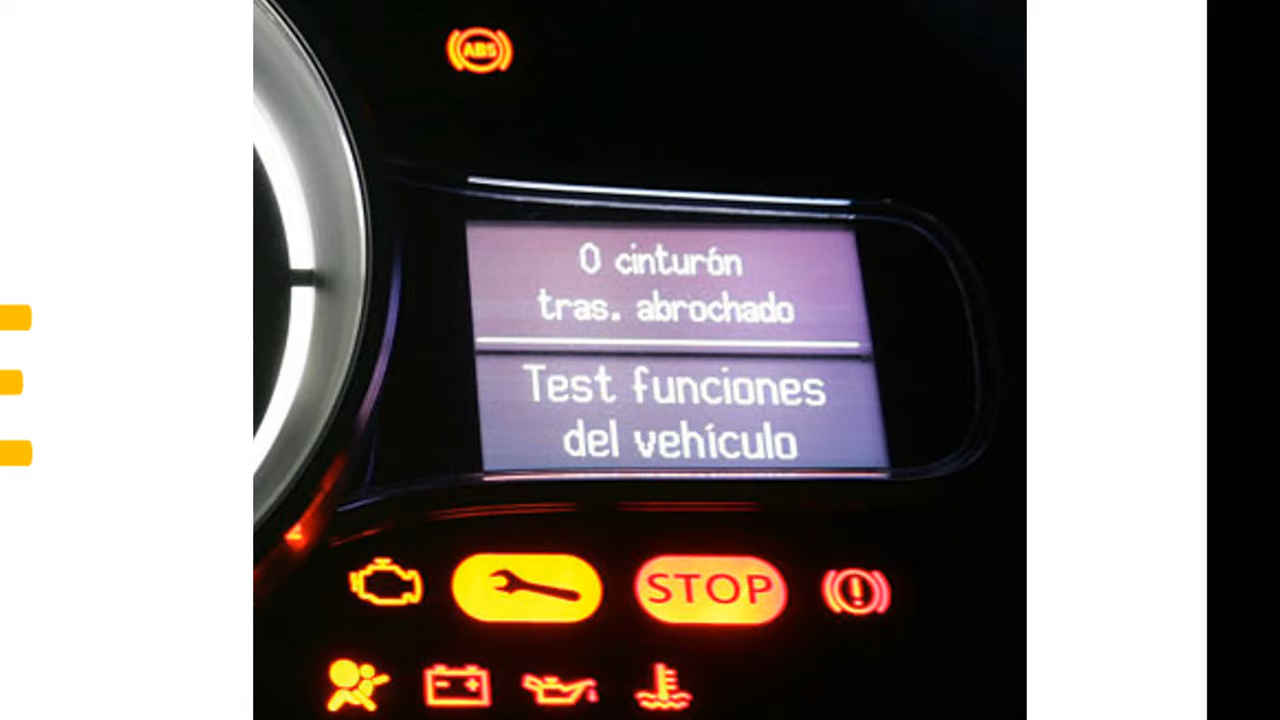 ABS
0 cinturón
tras. abrochado
Test funciones
del vehículo
STOP